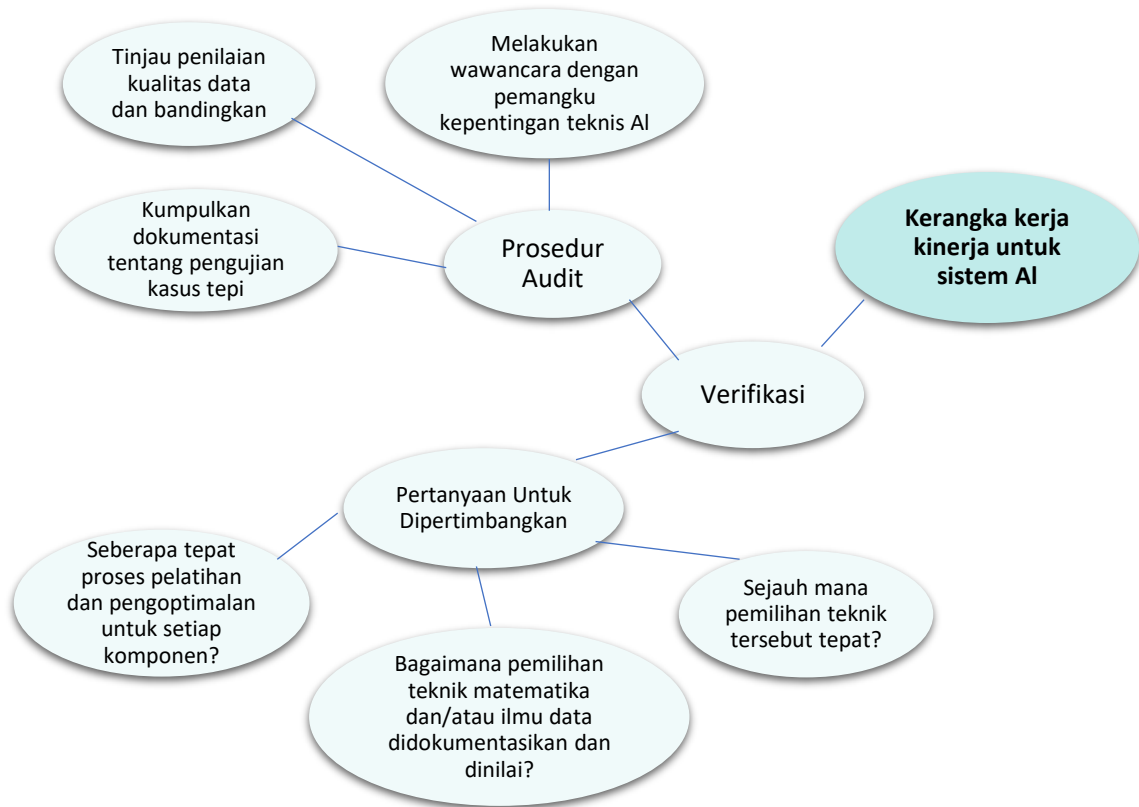 Tinjau penilaian
kualitas data
dan bandingkan
Melakukan
wawancara dengan
pemangku
kepentingan teknis Al
Kumpulkan
dokumentasi
tentang pengujian
kasus tepi
Prosedur
Audit
Kerangka kerja
kinerja untuk
sistem Al
Verifikasi
Pertanyaan Untuk
Dipertimbangkan
Seberapa tepat
proses pelatihan
dan pengoptimalan
untuk setiap
komponen?
Bagaimana pemilihan
teknik matematika
dan/atau ilmu data
didokumentasikan dan
dinilai?
Sejauh mana
pemilihan teknik
tersebut tepat?